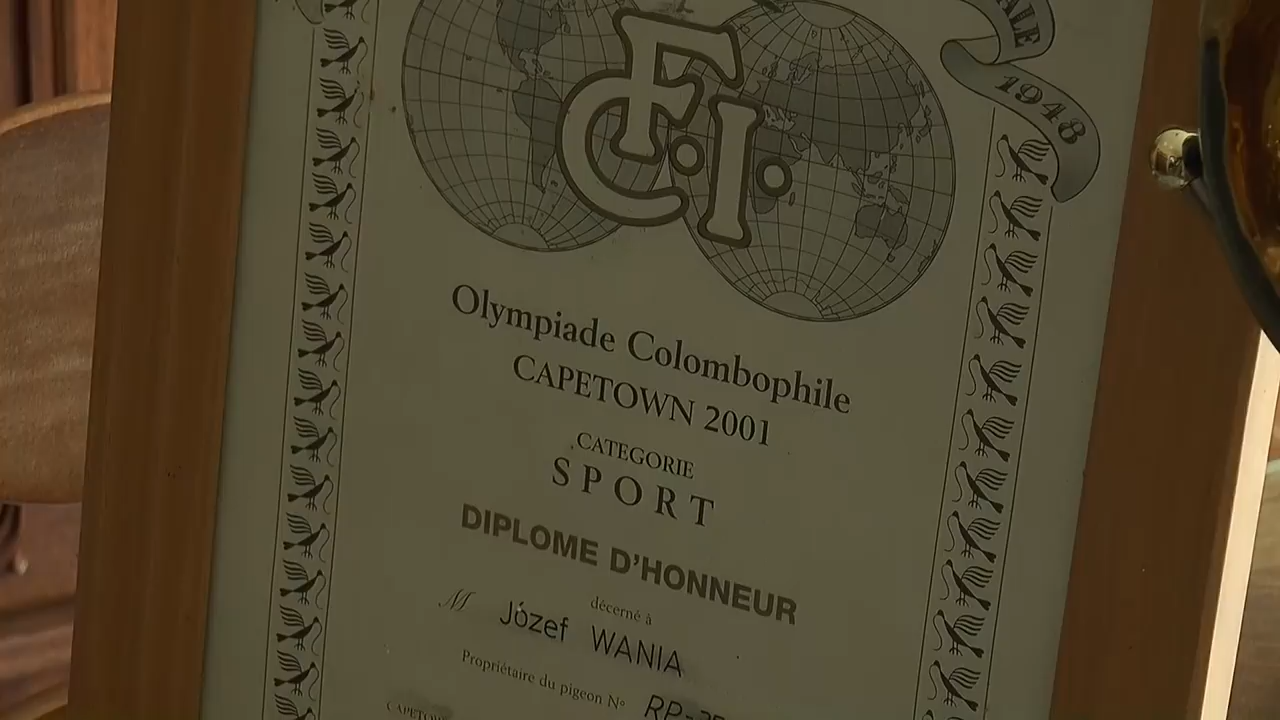 1948
F.C.I.
Olympiade Colombophile
CAPETOWN 2001
CATEGORIE
SPORT
DIPLOME D'HONNEUR
décerné à
M Józef WANIA
Propriétaire du pigeon N°